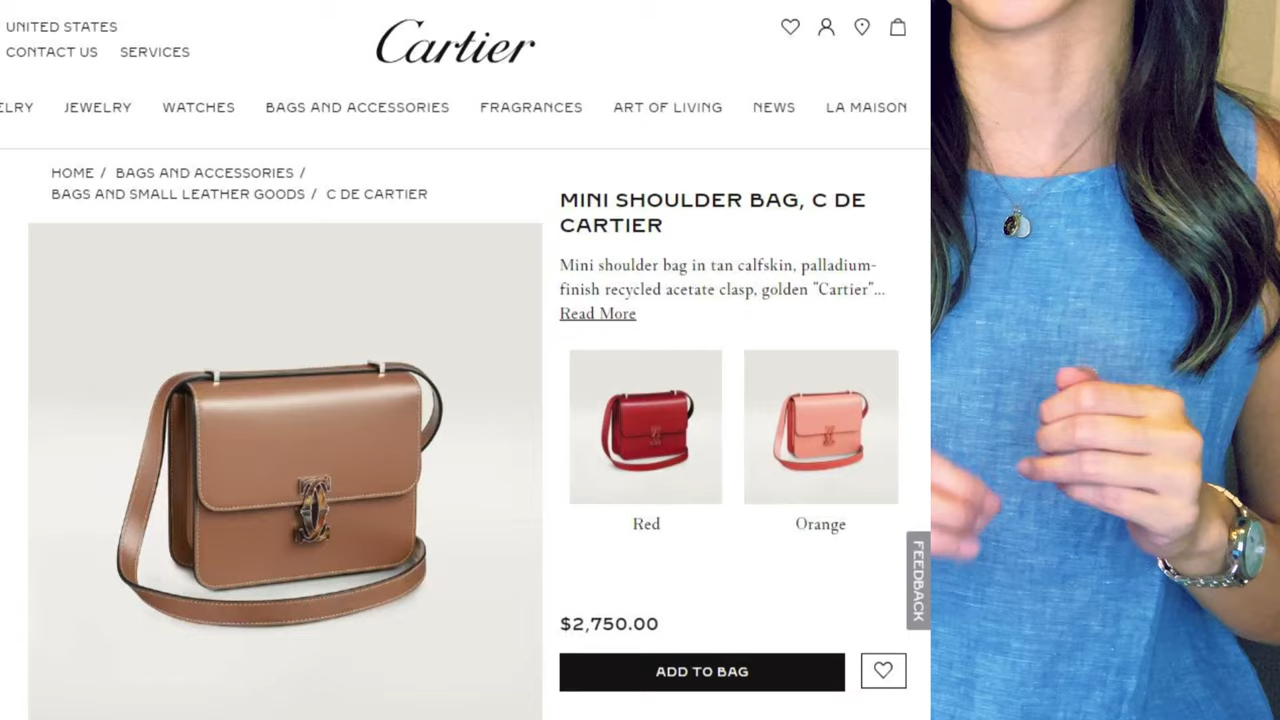 UNITED STATES
CONTACT US SERVICES
Cartier
ELRY JEWELRY WATCHES BAGS AND ACCESSORIES FRAGRANCES ART OF LIVING NEWS LA MAISON
HOME / BAGS AND ACCESSORIES /
BAGS AND SMALL LEATHER GOODS / C DE CARTIER
MINI SHOULDER BAG, C DE
CARTIER
Mini shoulder bag in tan calfskin, palladium-
finish recycled acetate clasp, golden "Cartier"...
Read More
Red Orange
FEEDBACK
$2,750.00
ADD TO BAG